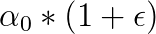 α₀ * (1 + ϵ)